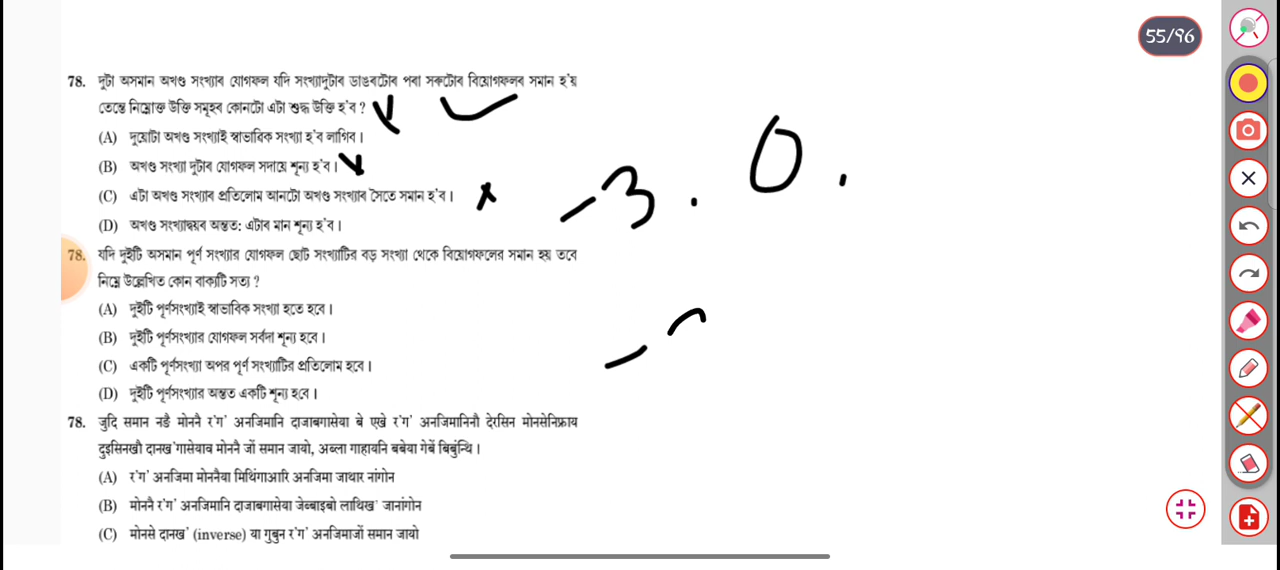 55/96
78. দুটা অসমান অখণ্ড সংখ্যাৰ যোগফল যদি সংখ্যাদুটাৰ ডাঙৰটোৰ পৰা সৰুটোৰ বিয়োগফলৰ সমান হ'য়
তেন্তে নিম্নোক্ত উক্তি সমূহৰ কোনটো এটা শুদ্ধ উক্তি হ'ব ?
(A) দুয়োটা অখণ্ড সংখ্যাই স্বাভাৱিক সংখ্যা হ'ব লাগিব।
(B) অখণ্ড সংখ্যা দুটাৰ যোগফল সদায়ে শূন্য হ'ব।
(C) এটা অখণ্ড সংখ্যাৰ প্ৰতিলোম আনটো অখণ্ড সংখ্যাৰ সৈতে সমান হ'ব।
-3 . 0 .
(D) অখণ্ড সংখ্যাদ্বয়ৰ অন্তত: এটাৰ মান শূন্য হ'ব।
78. যদি দুইটি অসমান পূর্ণ সংখ্যার যোগফল ছোট সংখ্যাটির বড় সংখ্যা থেকে বিয়োগফলের সমান হয় তবে
নিম্নে উল্লেখিত কোন বাক্যটি সত্য ?
(A) দুইটি পূর্ণসংখ্যাই স্বাভাবিক সংখ্যা হতে হবে।
(B) দুইটি পূর্ণসংখ্যার যোগফল সর্বদা শূন্য হবে।
(C) একটি পূর্ণসংখ্যা অপর পূর্ণ সংখ্যাটির প্রতিলোম হবে।
(D) দুইটি পূর্ণসংখ্যার অন্তত একটি শূন্য হবে।
78. जुदि समान नङै मोननै र'ग' अनजिमानि दाजाबगासेया बे एखे र'ग' अनजिमानिनौ देरसिन मोनसेनिफ्राय
दुइसिनखौ दानख'गासेयाव मोननै जों समान जायो, अब्ला गाहायनि बबेया गेबें बिबुंन्थि।
(A) र'ग' अनजिमा मोननैया मिथिंगाआरि अनजिमा जाथार नांगोन
(B) मोननै र'ग' अनजिमानि दाजाबगासेया जेब्लाइबो लाथिख' जानांगोन
(C) मोनसे दानख' (inverse) या गुबुन र'ग' अनजिमाजों समान जायो